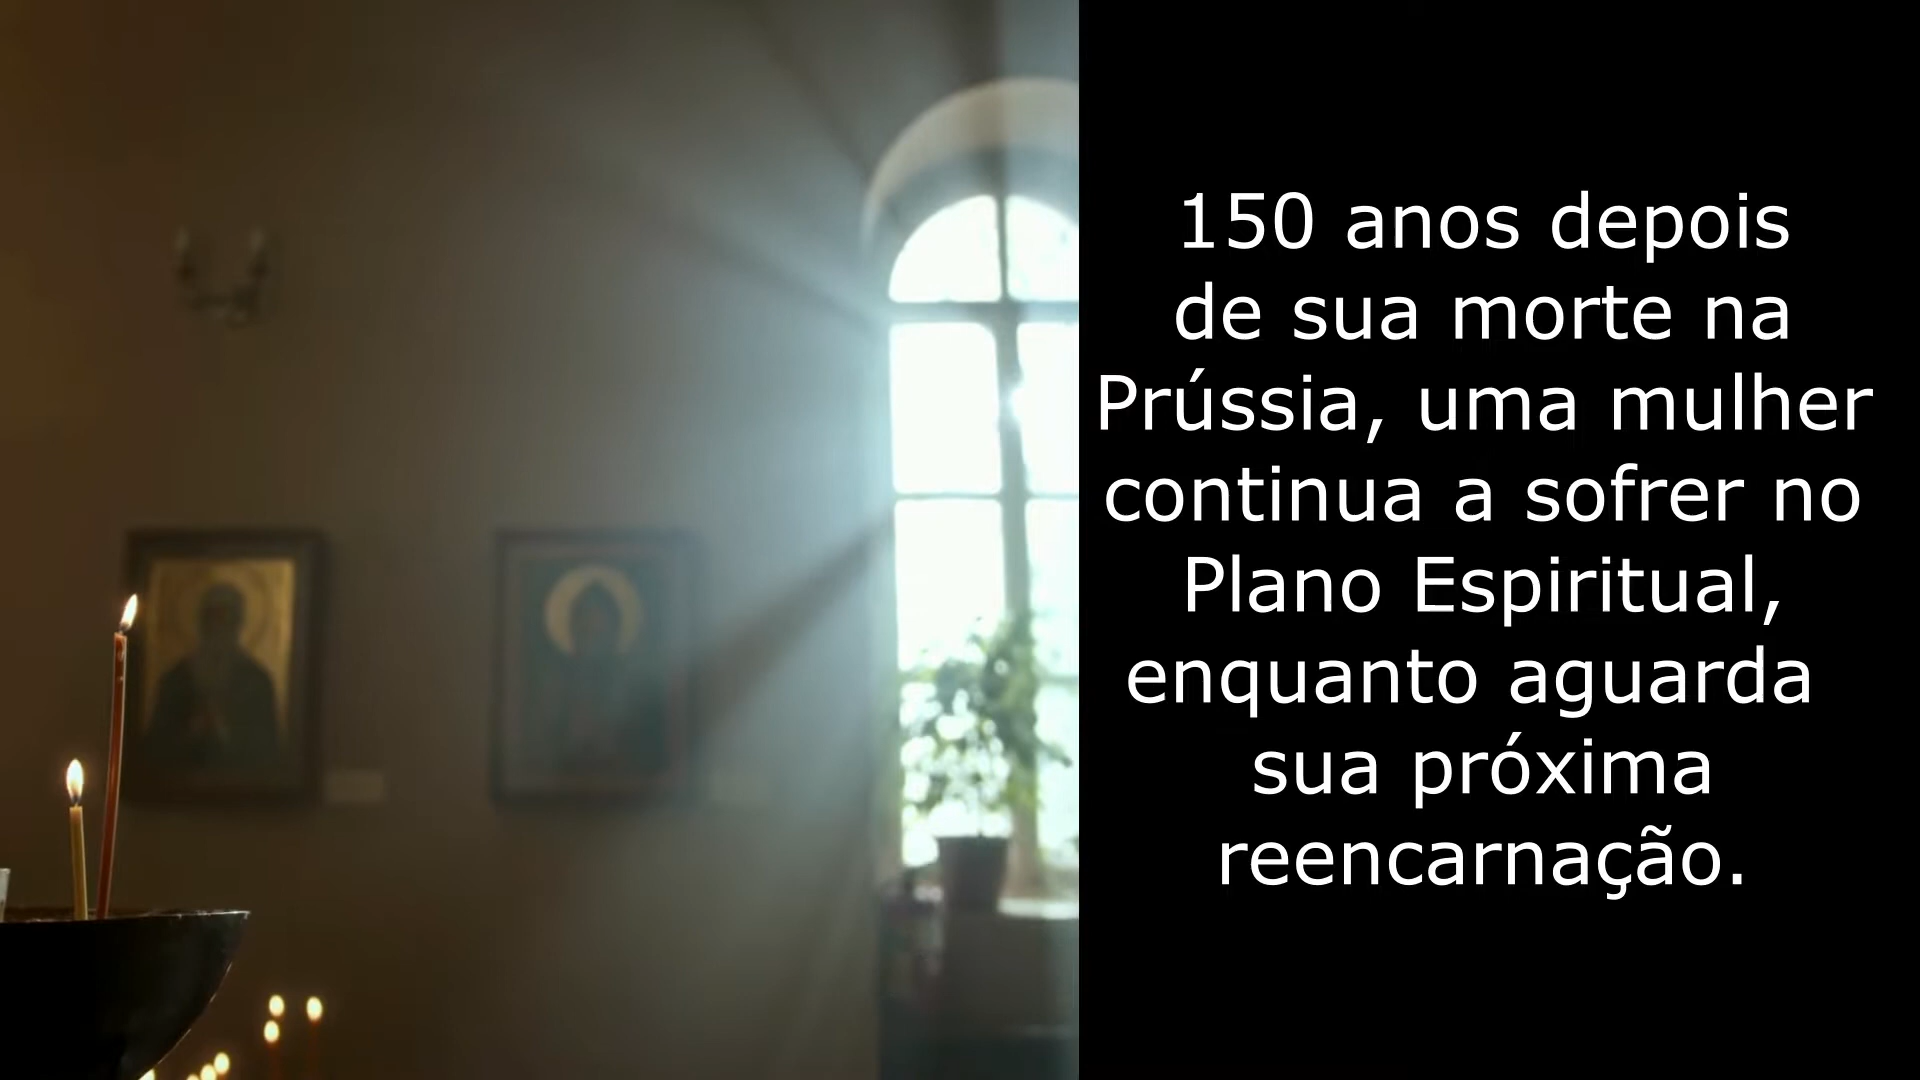 150 anos depois
de sua morte na
Prússia, uma mulher
continua a sofrer no
Plano Espiritual,
enquanto aguarda
sua próxima
reencarnação.